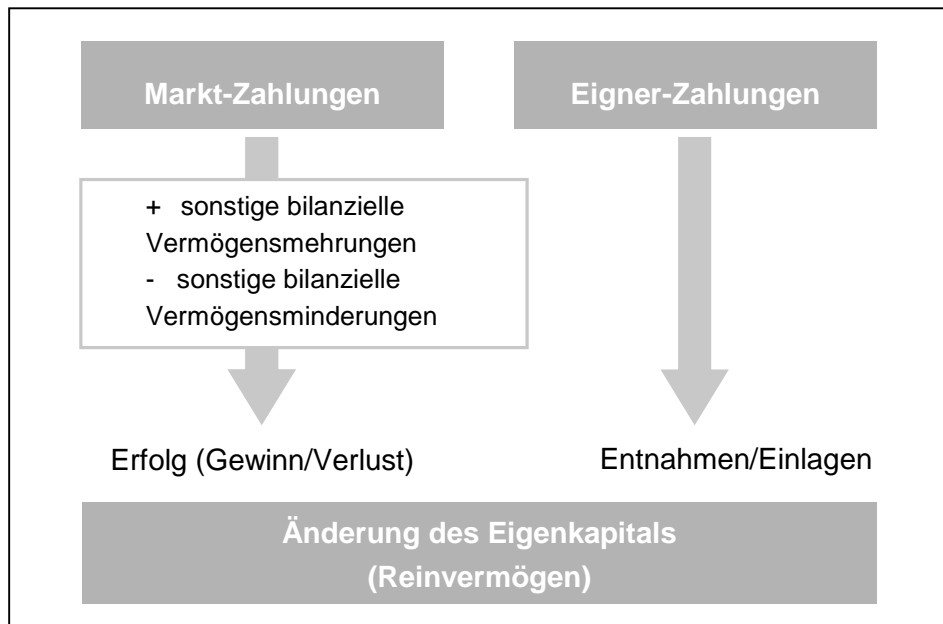 Markt-Zahlungen
Eigner-Zahlungen
+ sonstige bilanzielle
Vermögensmehrungen
- sonstige bilanzielle
Vermögensminderungen
Erfolg (Gewinn/Verlust)
Entnahmen/Einlagen
Änderung des Eigenkapitals
(Reinvermögen)